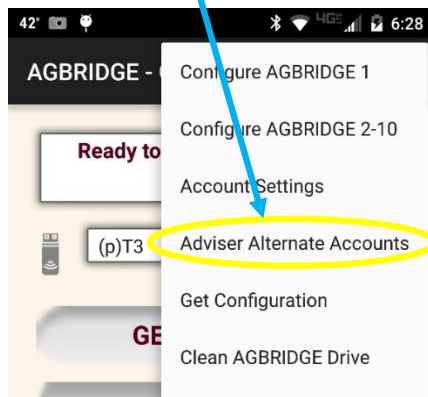 42° 4GE 6:28
AGBRIDGE -
Configure AGBRIDGE 1
Configure AGBRIDGE 2-10
Ready to
Account Settings
(p)T3
Adviser Alternate Accounts
Get Configuration
GE
Clean AGBRIDGE Drive